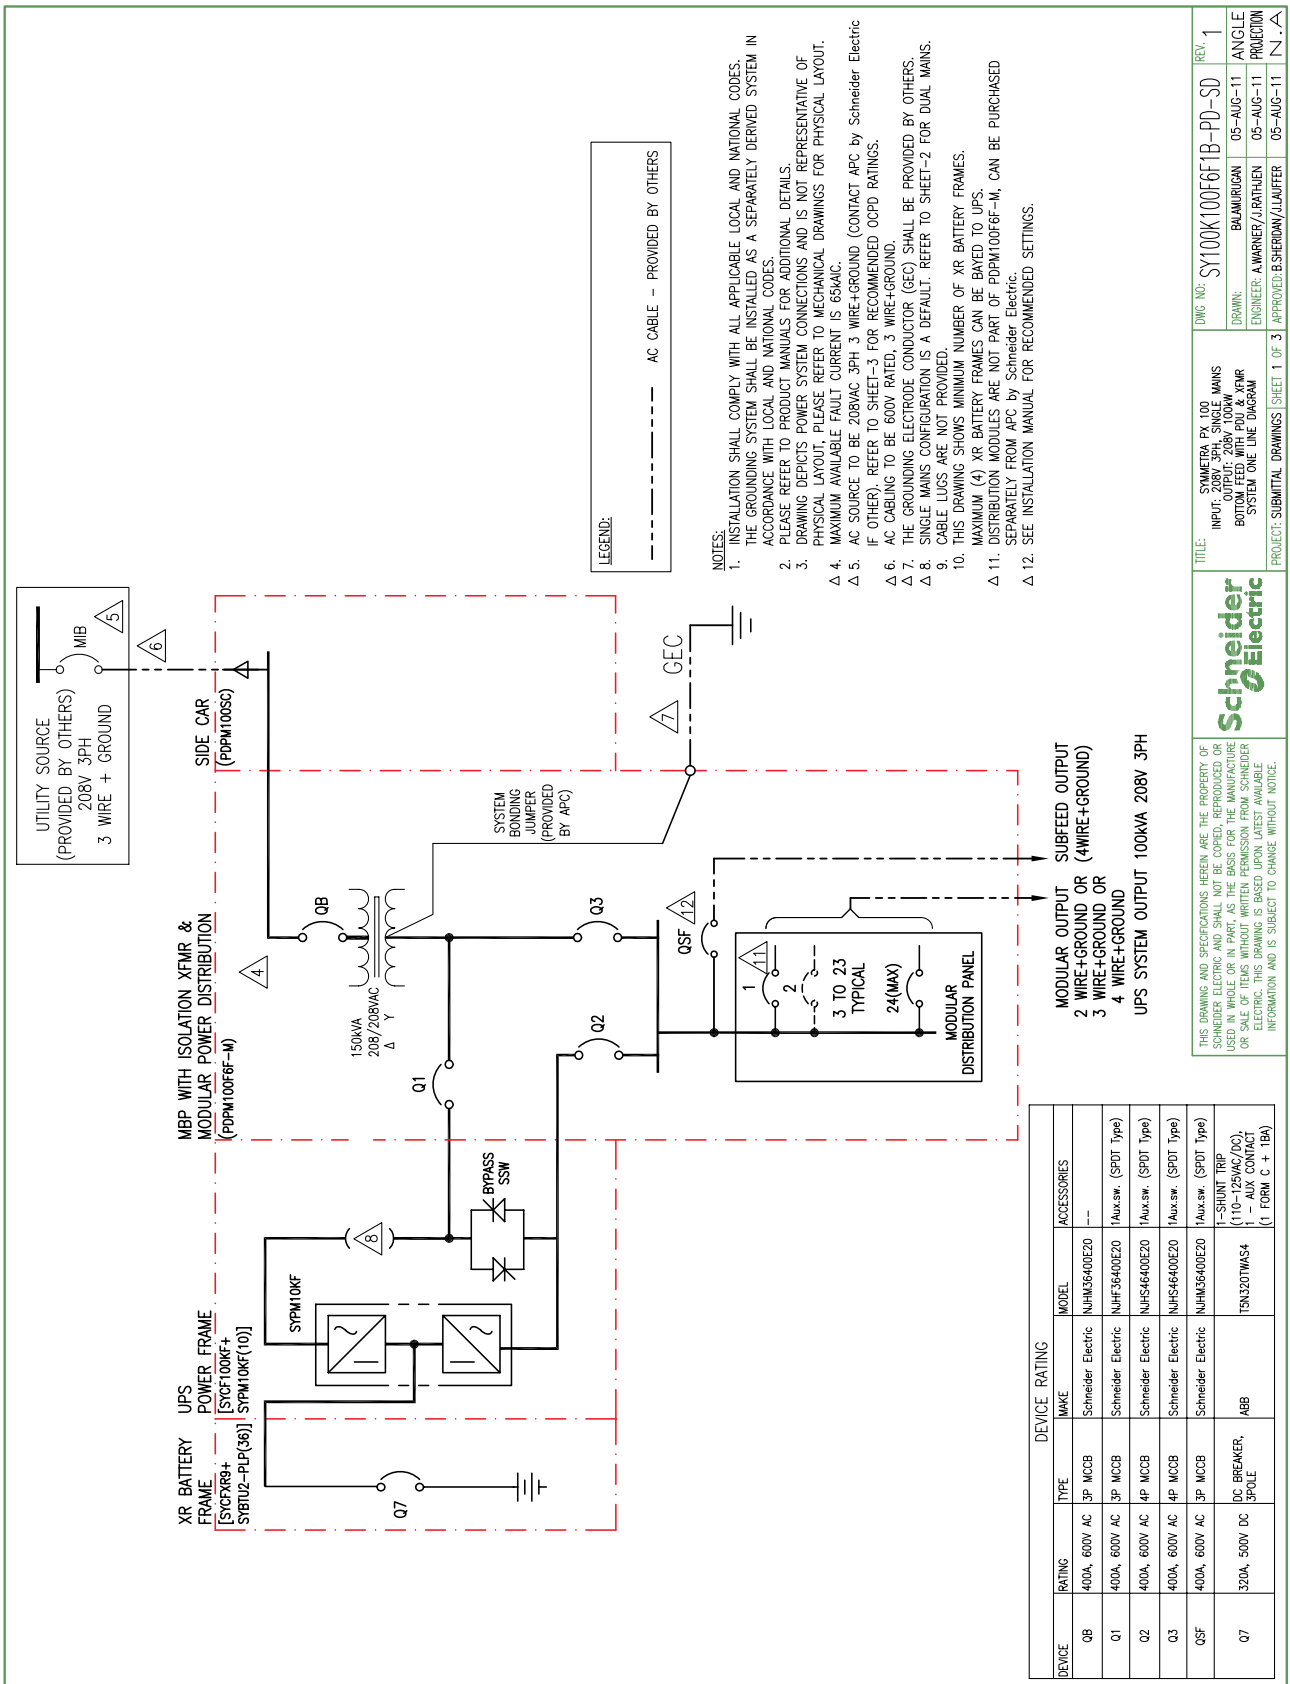 UTILITY SOURCE
(PROVIDED BY OTHERS)
208V 3PH
3 WIRE + GROUND
MIB
5
6
SIDE CAR
(PDPM100SC)
MBP WITH ISOLATION XFMR &
MODULAR POWER DISTRIBUTION
(PDPM100F6F-M)
4
QB
150kVA
208/208VAC
Δ Y
SYSTEM
BONDING
JUMPER
(PROVIDED
BY APC)
7
GEC
Q1
Q3
Q2
QSF
12
11
1
2
3 TO 23
TYPICAL
24(MAX)
MODULAR
DISTRIBUTION PANEL
MODULAR OUTPUT
2 WIRE+GROUND OR
3 WIRE+GROUND OR
4 WIRE+GROUND
SUBFEED OUTPUT
(4WIRE+GROUND)
UPS SYSTEM OUTPUT 100kVA 208V 3PH
UPS
POWER FRAME
[SYCF100KF+
SYPM10KF(10)]
SYPM10KF
8
BYPASS
SSW
XR BATTERY
FRAME
[SYCFXR9+
SYBTU2-PLP(36)]
Q7
LEGEND:
AC CABLE - PROVIDED BY OTHERS
NOTES:
1. INSTALLATION SHALL COMPLY WITH ALL APPLICABLE LOCAL AND NATIONAL CODES.
THE GROUNDING SYSTEM SHALL BE INSTALLED AS A SEPARATELY DERIVED SYSTEM IN
ACCORDANCE WITH LOCAL AND NATIONAL CODES.
2. PLEASE REFER TO PRODUCT MANUALS FOR ADDITIONAL DETAILS.
3. DRAWING DEPICTS POWER SYSTEM CONNECTIONS AND IS NOT REPRESENTATIVE OF
PHYSICAL LAYOUT, PLEASE REFER TO MECHANICAL DRAWINGS FOR PHYSICAL LAYOUT.
Δ 4. MAXIMUM AVAILABLE FAULT CURRENT IS 65kAIC.
Δ 5. AC SOURCE TO BE 208VAC 3PH 3 WIRE+GROUND (CONTACT APC by Schneider Electric
IF OTHER). REFER TO SHEET-3 FOR RECOMMENDED OCPD RATINGS.
Δ 6. AC CABLING TO BE 600V RATED, 3 WIRE+GROUND.
Δ 7. THE GROUNDING ELECTRODE CONDUCTOR (GEC) SHALL BE PROVIDED BY OTHERS.
Δ 8. SINGLE MAINS CONFIGURATION IS A DEFAULT. REFER TO SHEET-2 FOR DUAL MAINS.
9. CABLE LUGS ARE NOT PROVIDED.
10. THIS DRAWING SHOWS MINIMUM NUMBER OF XR BATTERY FRAMES.
MAXIMUM (4) XR BATTERY FRAMES CAN BE BAYED TO UPS.
Δ 11. DISTRIBUTION MODULES ARE NOT PART OF PDPM100F6F-M, CAN BE PURCHASED
SEPARATELY FROM APC by Schneider Electric.
Δ 12. SEE INSTALLATION MANUAL FOR RECOMMENDED SETTINGS.
DEVICE RATING
DEVICE RATING TYPE MAKE MODEL ACCESSORIES
QB 400A, 600V AC 3P MCCB Schneider Electric NJHM36400E20 --
Q1 400A, 600V AC 3P MCCB Schneider Electric NJHF36400E20 1Aux.sw. (SPDT Type)
Q2 400A, 600V AC 4P MCCB Schneider Electric NJHS46400E20 1Aux.sw. (SPDT Type)
Q3 400A, 600V AC 4P MCCB Schneider Electric NJHS46400E20 1Aux.sw. (SPDT Type)
QSF 400A, 600V AC 3P MCCB Schneider Electric NJHM36400E20 1Aux.sw. (SPDT Type)
Q7 320A, 500V DC DC BREAKER, 3POLE ABB T5N320TWAS4 1-SHUNT TRIP
(110-125VAC/DC),
1 - AUX CONTACT
(1 FORM C + 1BA)
THIS DRAWING AND SPECIFICATIONS HEREIN ARE THE PROPERTY OF
SCHNEIDER ELECTRIC AND SHALL NOT BE COPIED, REPRODUCED OR
USED IN WHOLE OR IN PART, AS THE BASIS FOR THE MANUFACTURE
OR SALE OF ITEMS WITHOUT WRITTEN PERMISSION FROM SCHNEIDER
ELECTRIC. THIS DRAWING IS BASED UPON LATEST AVAILABLE
INFORMATION AND IS SUBJECT TO CHANGE WITHOUT NOTICE.
Schneider
Electric
TITLE: SYMMETRA PX 100
INPUT: 208V 3PH, SINGLE MAINS
OUTPUT: 208V 100kW
BOTTOM FEED WITH PDU & XFMR
SYSTEM ONE LINE DIAGRAM
PROJECT: SUBMITTAL DRAWINGS SHEET 1 OF 3
DWG NO: SY100K100F6F1B-PD-SD REV. 1
DRAWN: BALAMURUGAN 05-AUG-11
ENGINEER: A.WARNER/J.RATHJEN 05-AUG-11
APPROVED: B.SHERIDAN/J.LAUFFER 05-AUG-11
ANGLE
PROJECTION
N.A